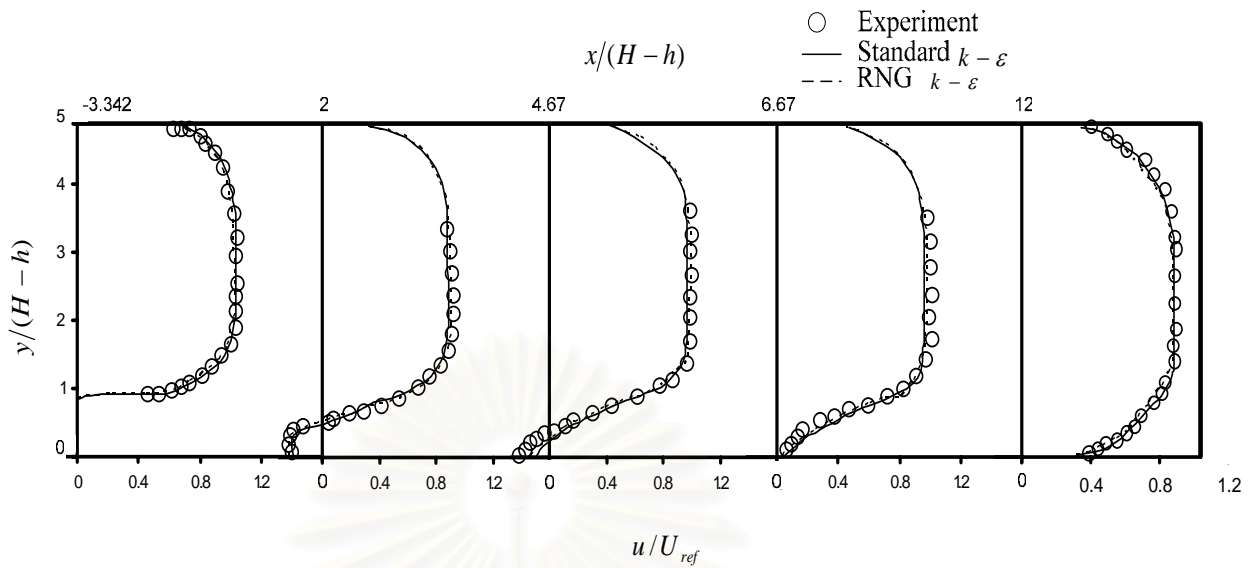 Experiment
x/(H − h)
Standard k − ε
RNG k − ε
-3.342 2 4.67 6.67 12
5
4
3
2
1
0
y/(H − h)
0 0.4 0.8 12 0 0.4 0.8 12 0 0.4 0.8 12 0 0.4 0.8 12 0 0.4 0.8 1.2
u/U ref